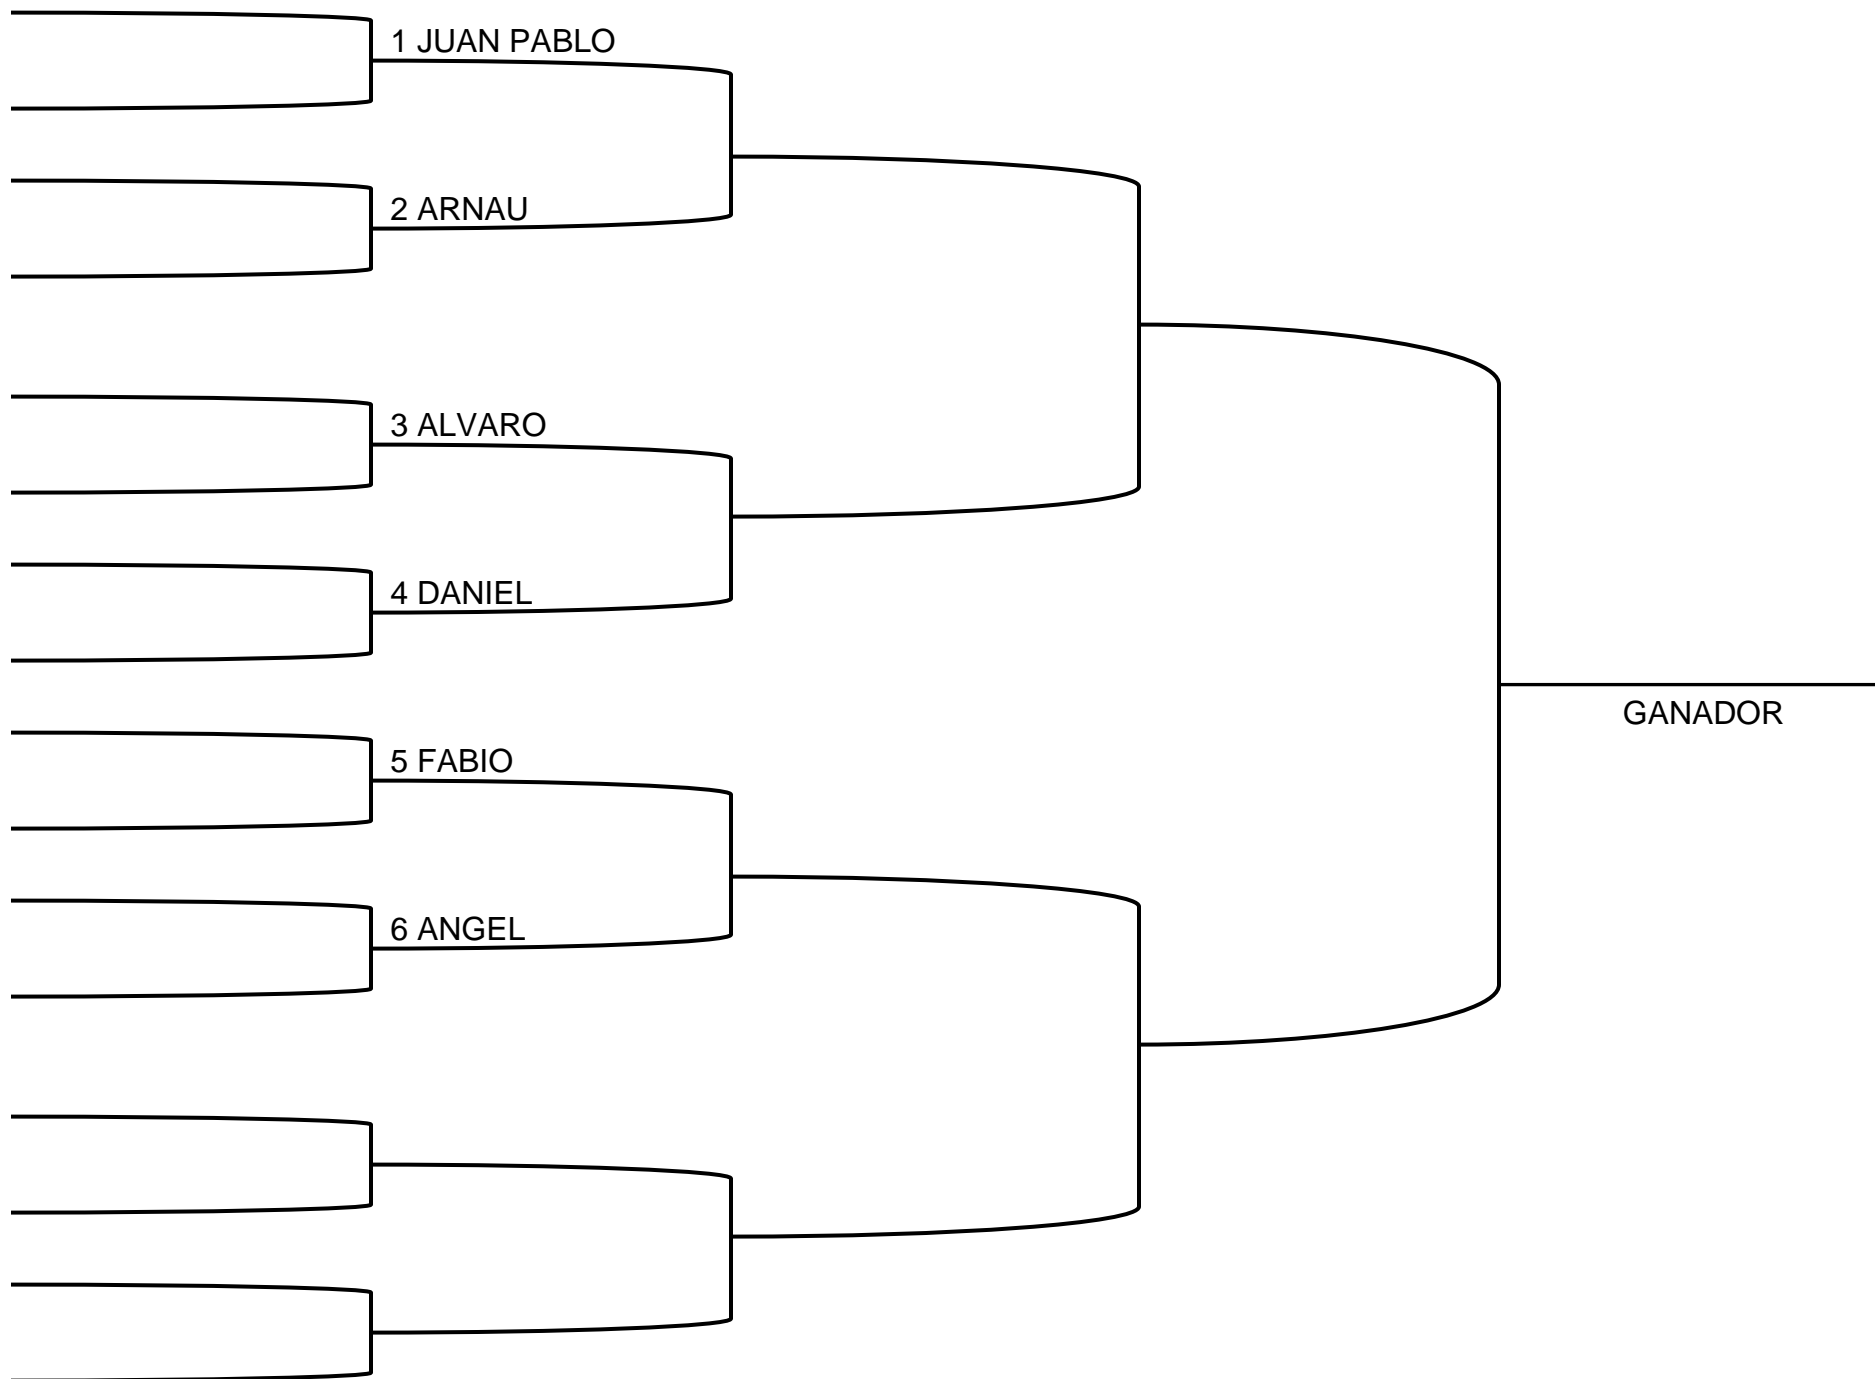 1 JUAN PABLO
2 ARNAU
3 ALVARO
4 DANIEL
GANADOR
5 FABIO
6 ANGEL